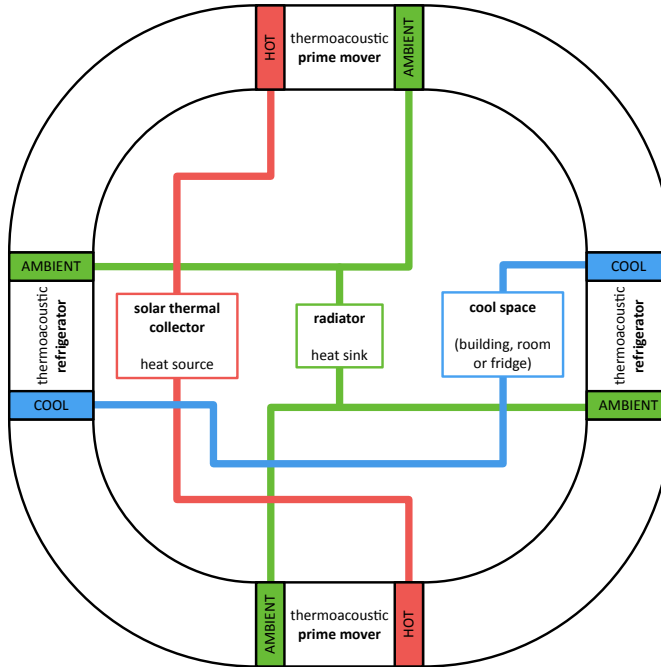 HOT
thermoacoustic
prime mover
AMBIENT
AMBIENT
thermoacoustic
refrigerator
COOL
solar thermal
collector
heat source
radiator
heat sink
cool space
(building, room
or fridge)
COOL
thermoacoustic
refrigerator
AMBIENT
AMBIENT
thermoacoustic
prime mover
HOT